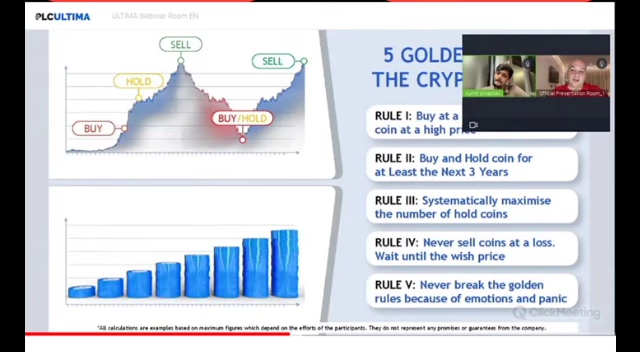 PLCULTIMA
ULTIMA Webinar Room EN
SELL
HOLD
BUY
SELL
BUY/HOLD
5 GOLDE
THE CRYP
Official Presentation Room_1
RULE I: Buy at a
coin at a high price
RULE II: Buy and Hold coin for
at Least the Next 3 Years
RULE III: Systematically maximise
the number of hold coins
RULE IV: Never sell coins at a loss.
Wait until the wish price
RULE V: Never break the golden
rules because of emotions and panic
ClickMeeting
*All calculations are examples based on maximum figures which depend on the efforts of the participants. They do not represent any promises or guarantees from the company.